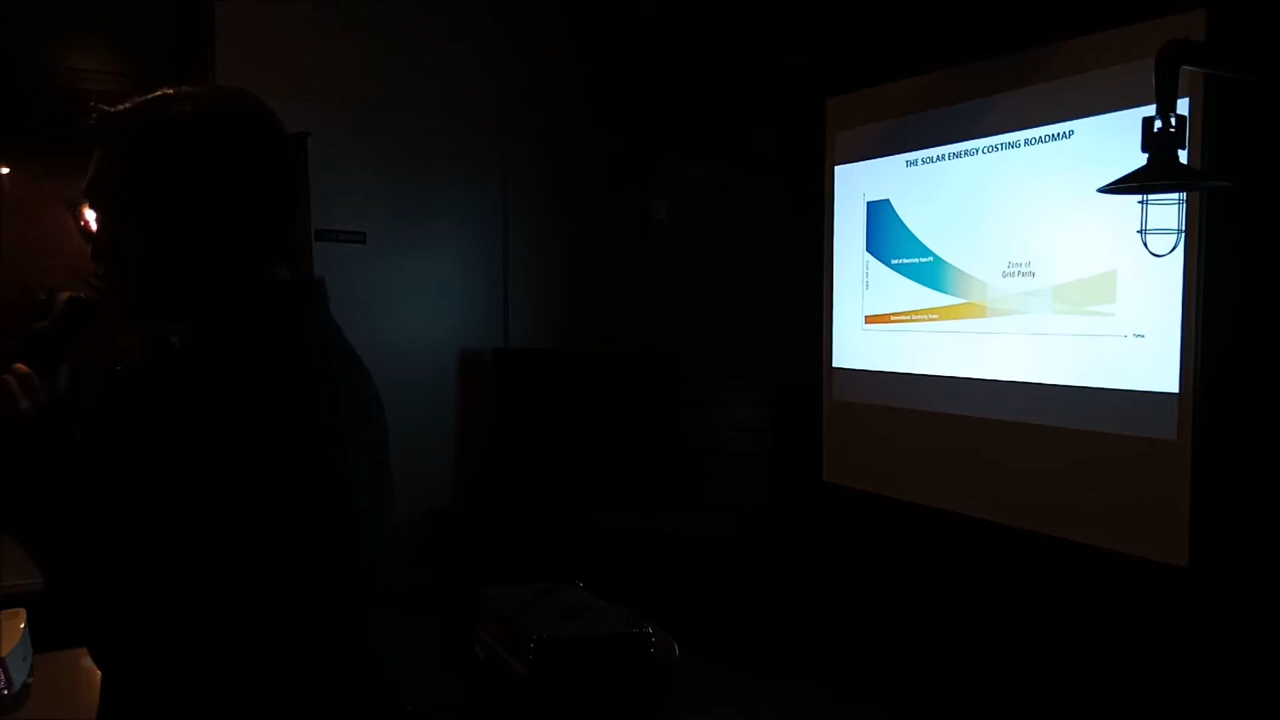 THE SOLAR ENERGY COSTING ROADMAP
Cost of Electricity from PV
Zone of
Grid Parity
Conventional Electricity Rates
Time